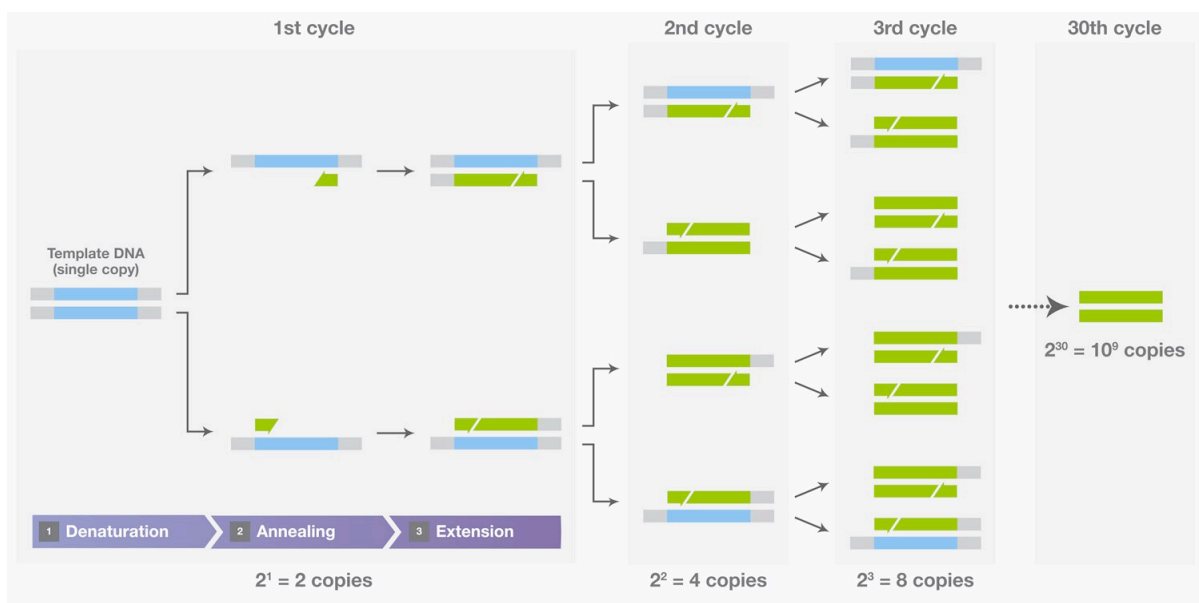 1st cycle
2nd cycle
3rd cycle
30th cycle
Template DNA
(single copy)
2³⁰ = 10⁹ copies
1 Denaturation
2 Annealing
3 Extension
2¹ = 2 copies
2² = 4 copies
2³ = 8 copies